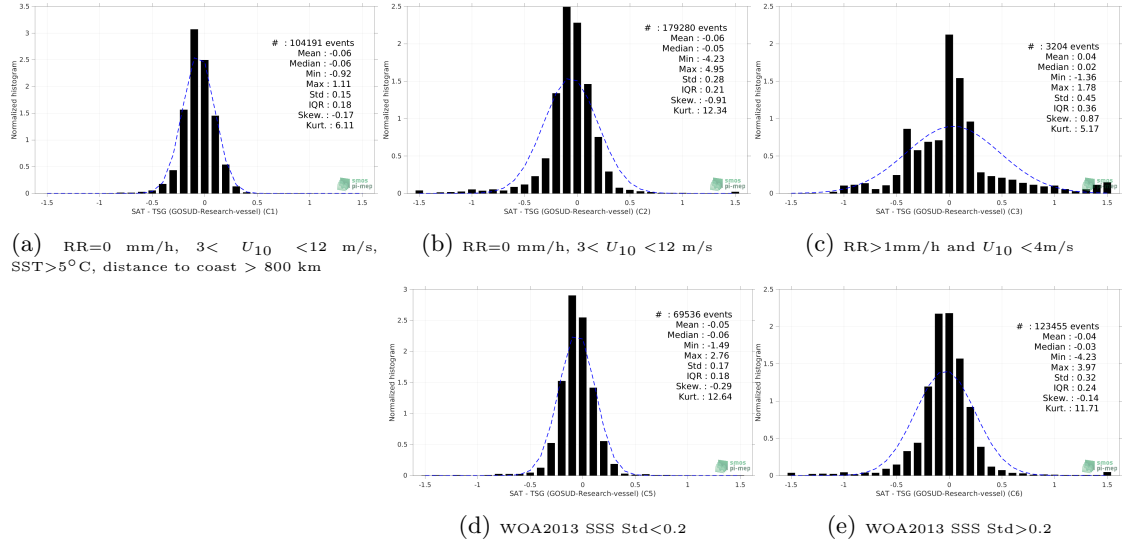 3.5
3
2.5
2
1.5
1
0.5
0
Normalized histogram
# : 104191 events
Mean : -0.06
Median : -0.06
Min : -0.92
Max : 1.11
Std : 0.15
IQR : 0.18
Skew. : -0.17
Kurt. : 6.11
smos
pi-mep
-1.5 -1 -0.5 0 0.5 1 1.5
SAT - TSG (GOSUD-Research-vessel) (C1)
(a) RR=0 mm/h, 3< U10 <12 m/s,
SST>5°C, distance to coast > 800 km
2.5
2
1.5
1
0.5
0
Normalized histogram
# : 179280 events
Mean : -0.06
Median : -0.05
Min : -4.23
Max : 4.95
Std : 0.28
IQR : 0.21
Skew. : -0.91
Kurt. : 12.34
smos
pi-mep
-1.5 -1 -0.5 0 0.5 1 1.5
SAT - TSG (GOSUD-Research-vessel) (C2)
(b) RR=0 mm/h, 3< U10 <12 m/s
2.5
2
1.5
1
0.5
0
Normalized histogram
# : 3204 events
Mean : 0.04
Median : 0.02
Min : -1.36
Max : 1.78
Std : 0.45
IQR : 0.36
Skew. : 0.87
Kurt. : 5.17
smos
pi-mep
-1.5 -1 -0.5 0 0.5 1 1.5
SAT - TSG (GOSUD-Research-vessel) (C3)
(c) RR>1mm/h and U10 <4m/s
3
2.5
2
1.5
1
0.5
0
Normalized histogram
# : 69536 events
Mean : -0.05
Median : -0.06
Min : -1.49
Max : 2.76
Std : 0.17
IQR : 0.18
Skew. : -0.29
Kurt. : 12.64
smos
pi-mep
-1.5 -1 -0.5 0 0.5 1 1.5
SAT - TSG (GOSUD-Research-vessel) (C5)
(d) WOA2013 SSS Std<0.2
2.5
2
1.5
1
0.5
0
Normalized histogram
# : 123455 events
Mean : -0.04
Median : -0.03
Min : -4.23
Max : 3.97
Std : 0.32
IQR : 0.24
Skew. : -0.14
Kurt. : 11.71
smos
pi-mep
-1.5 -1 -0.5 0 0.5 1 1.5
SAT - TSG (GOSUD-Research-vessel) (C6)
(e) WOA2013 SSS Std>0.2